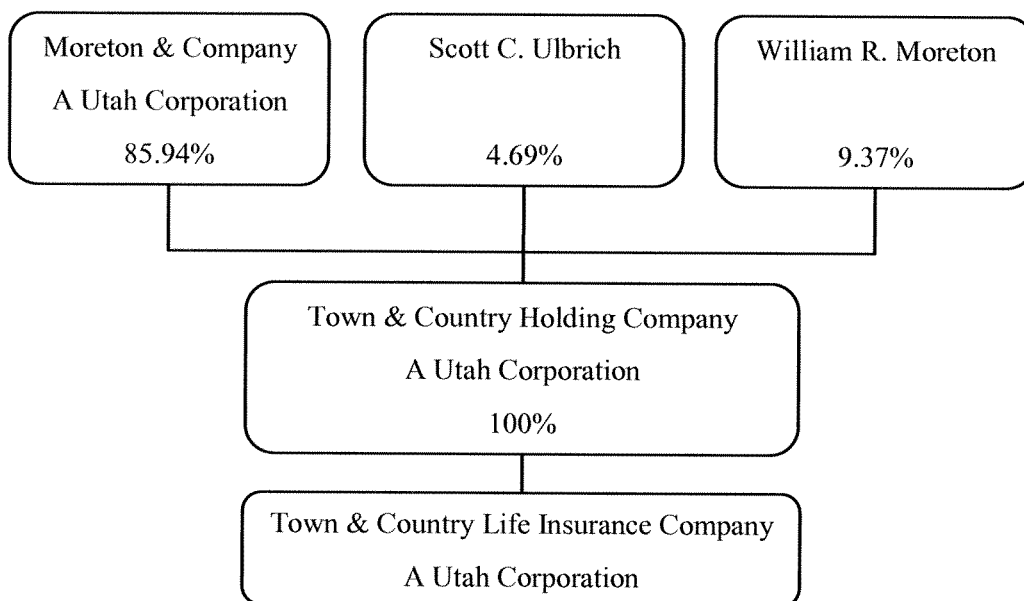 Moreton & Company
A Utah Corporation
85.94%
Scott C. Ulbrich
4.69%
William R. Moreton
9.37%
Town & Country Holding Company
A Utah Corporation
100%
Town & Country Life Insurance Company
A Utah Corporation